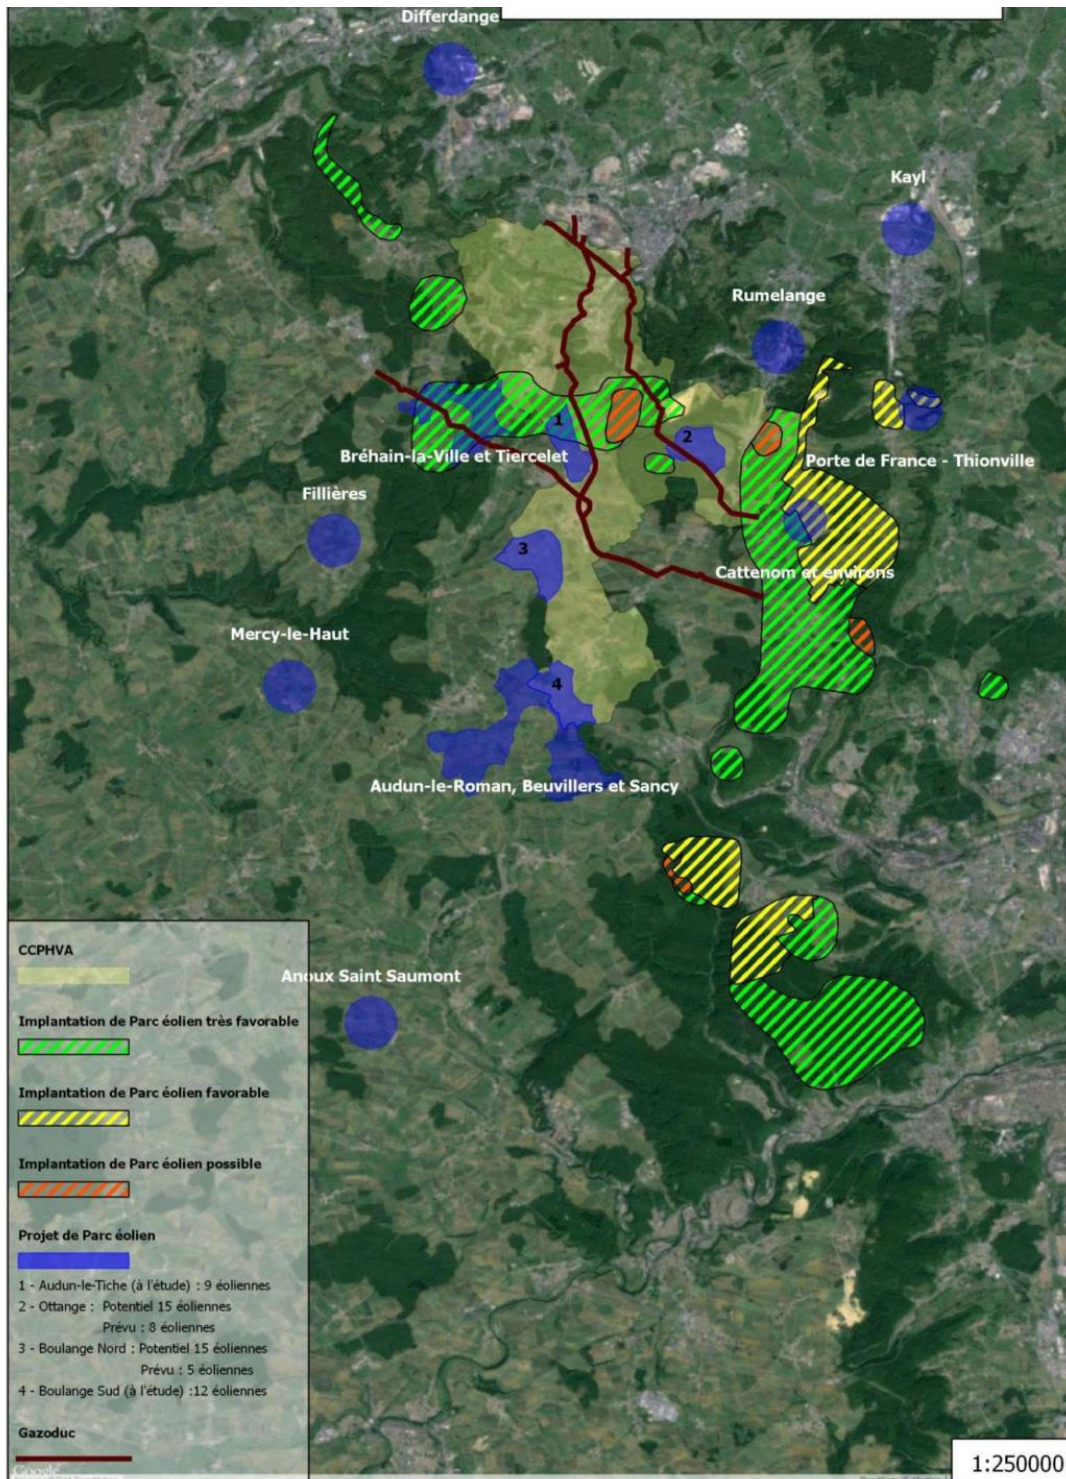 Differdange
Kayl
Rumelange
1
2
Bréhain-la-Ville et Tiercelet
Porte de France - Thionville
Fillières
3
Cattenom et environs
Mercy-le-Haut
4
Audun-le-Roman, Beuvillers et Sancy
Anoux Saint Saumont
CCPHVA
Implantation de Parc éolien très favorable
Implantation de Parc éolien favorable
Implantation de Parc éolien possible
Projet de Parc éolien
1 - Audun-le-Tiche (à l'étude) : 9 éoliennes
2 - Ottange : Potentiel 15 éoliennes
Prévu : 8 éoliennes
3 - Boulange Nord : Potentiel 15 éoliennes
Prévu : 5 éoliennes
4 - Boulange Sud (à l'étude) :12 éoliennes
Gazoduc
Google
1:250000